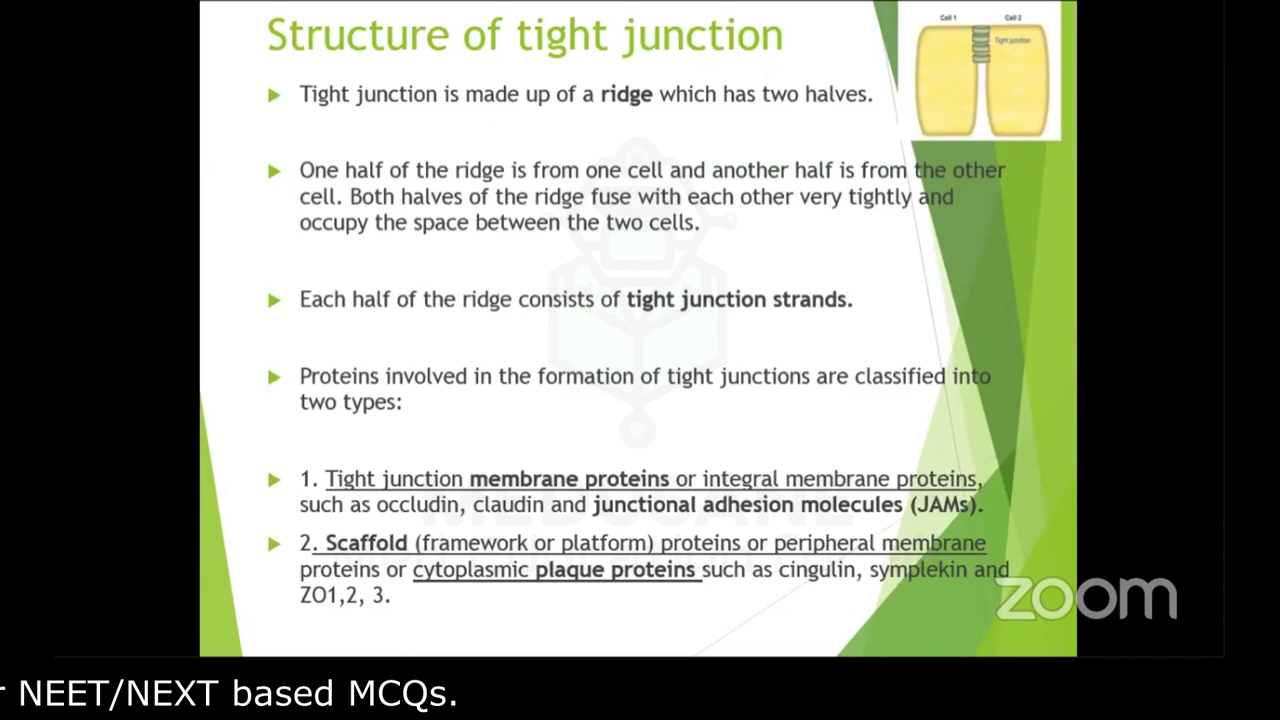 Structure of tight junction
Cell 1 Cell 2
Tight junction
Tight junction is made up of a ridge which has two halves.
One half of the ridge is from one cell and another half is from the other
cell. Both halves of the ridge fuse with each other very tightly and
occupy the space between the two cells.
Each half of the ridge consists of tight junction strands.
Proteins involved in the formation of tight junctions are classified into
two types:
1. Tight junction membrane proteins or integral membrane proteins,
such as occludin, claudin and junctional adhesion molecules (JAMs).
2. Scaffold (framework or platform) proteins or peripheral membrane
proteins or cytoplasmic plaque proteins such as cingulin, symplekin and
ZO1,2, 3.
zoom
NEET/NEXT based MCQs.